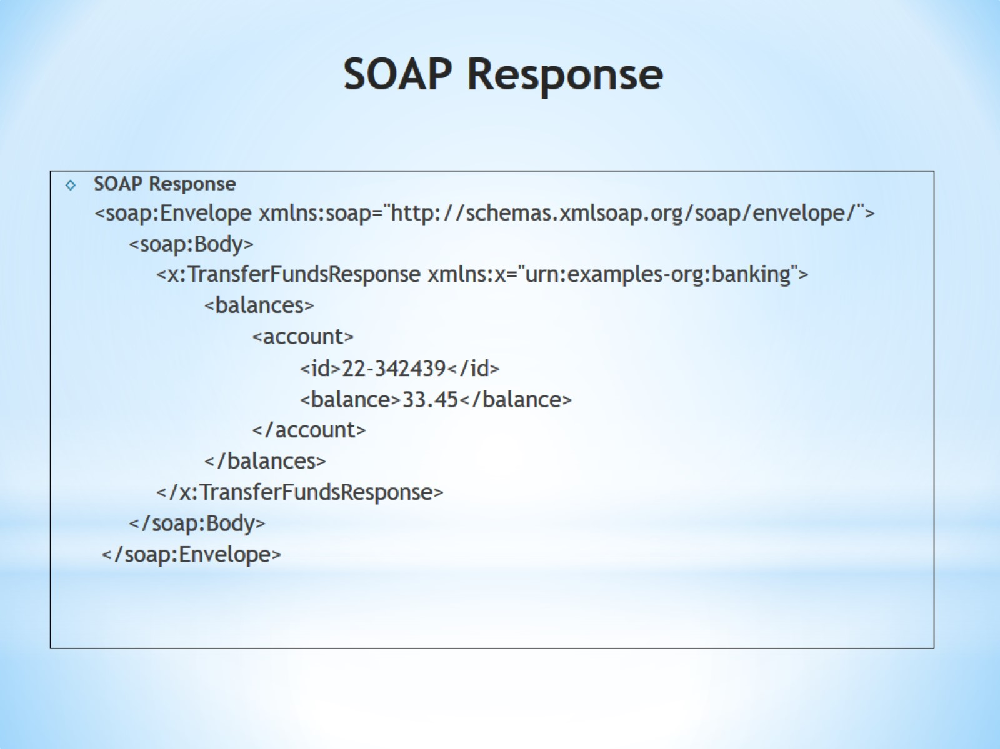 SOAP Response
◇ SOAP Response
<soap:Envelope xmlns:soap="http://schemas.xmlsoap.org/soap/envelope/">
<soap:Body>
<x:TransferFundsResponse xmlns:x="urn:examples-org:banking">
<balances>
<account>
<id>22-342439</id>
<balance>33.45</balance>
</account>
</balances>
</x:TransferFundsResponse>
</soap:Body>
</soap:Envelope>